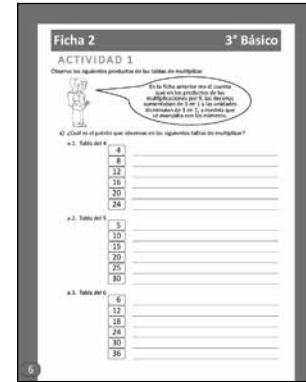 Ficha 2
3° Básico
ACTIVIDAD 1
Observa los siguientes productos de las tablas de multiplicar:
En la ficha anterior me di cuenta
que en los productos de las
multiplicaciones por 9, las decenas
aumentaban de 1 en 1 y las unidades
disminuían de 1 en 1, a medida que
se avanzaba con los números.
a) ¿Cuál es el patrón que observas en las siguientes tablas de multiplicar?
a.1. Tabla del 4
4
8
12
16
20
24
a.2. Tabla del 5
5
10
15
20
25
30
a.3. Tabla del 6
6
12
18
24
30
36
6